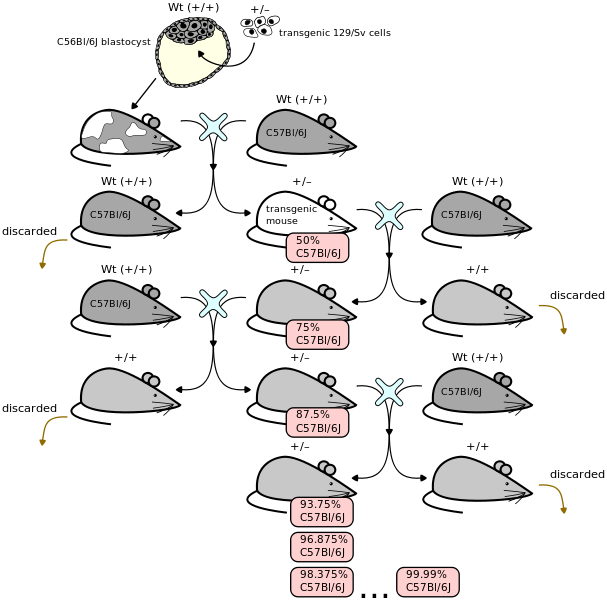 Wt (+/+)
+/–
C56Bl/6J blastocyst
transgenic 129/Sv cells
Wt (+/+)
C57Bl/6J
Wt (+/+)
+/–
Wt (+/+)
C57Bl/6J
transgenic
mouse
C57Bl/6J
discarded
50%
C57Bl/6J
Wt (+/+)
+/–
+/+
C57Bl/6J
discarded
75%
C57Bl/6J
+/+
+/–
Wt (+/+)
C57Bl/6J
discarded
87.5%
C57Bl/6J
+/–
+/+
discarded
93.75%
C57Bl/6J
96.875%
C57Bl/6J
98.375%
C57Bl/6J
...
99.99%
C57Bl/6J